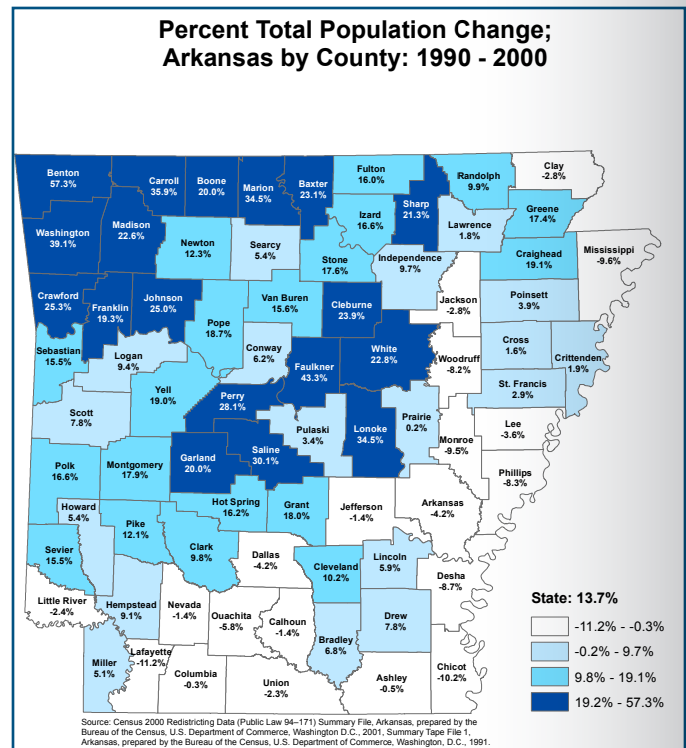 Percent Total Population Change;
Arkansas by County: 1990 - 2000
Benton
57.3%
Carroll
35.9%
Boone
20.0%
Marion
34.5%
Baxter
23.1%
Fulton
16.0%
Randolph
9.9%
Clay
-2.8%
Washington
39.1%
Madison
22.6%
Newton
12.3%
Searcy
5.4%
Stone
17.6%
Izard
16.6%
Sharp
21.3%
Lawrence
1.8%
Greene
17.4%
Independence
9.7%
Craighead
19.1%
Mississippi
-9.6%
Crawford
25.3%
Franklin
19.3%
Johnson
25.0%
Pope
18.7%
Van Buren
15.6%
Cleburne
23.9%
Jackson
-2.8%
Poinsett
3.9%
Sebastian
15.5%
Logan
9.4%
Conway
6.2%
Faulkner
43.3%
White
22.8%
Woodruff
-8.2%
Cross
1.6%
Crittenden
1.9%
St. Francis
2.9%
Scott
7.8%
Yell
19.0%
Perry
28.1%
Pulaski
3.4%
Lonoke
34.5%
Prairie
0.2%
Monroe
-9.5%
Lee
-3.6%
Phillips
-8.3%
Polk
16.6%
Montgomery
17.9%
Garland
20.0%
Saline
30.1%
Hot Spring
16.2%
Grant
18.0%
Jefferson
-1.4%
Arkansas
-4.2%
Howard
5.4%
Pike
12.1%
Sevier
15.5%
Clark
9.8%
Dallas
-4.2%
Cleveland
10.2%
Lincoln
5.9%
Desha
-8.7%
Little River
-2.4%
Hempstead
9.1%
Nevada
-1.4%
Ouachita
-5.8%
Calhoun
-1.4%
Bradley
6.8%
Drew
7.8%
Miller
5.1%
Lafayette
-11.2%
Columbia
-0.3%
Union
-2.3%
Ashley
-0.5%
Chicot
-10.2%
State: 13.7%
-11.2% - -0.3%
-0.2% - 9.7%
9.8% - 19.1%
19.2% - 57.3%
Source: Census 2000 Redistricting Data (Public Law 94–171) Summary File, Arkansas, prepared by the
Bureau of the Census, U.S. Department of Commerce, Washington D.C., 2001, Summary Tape File 1,
Arkansas, prepared by the Bureau of the Census, U.S. Department of Commerce, Washington, D.C., 1991.